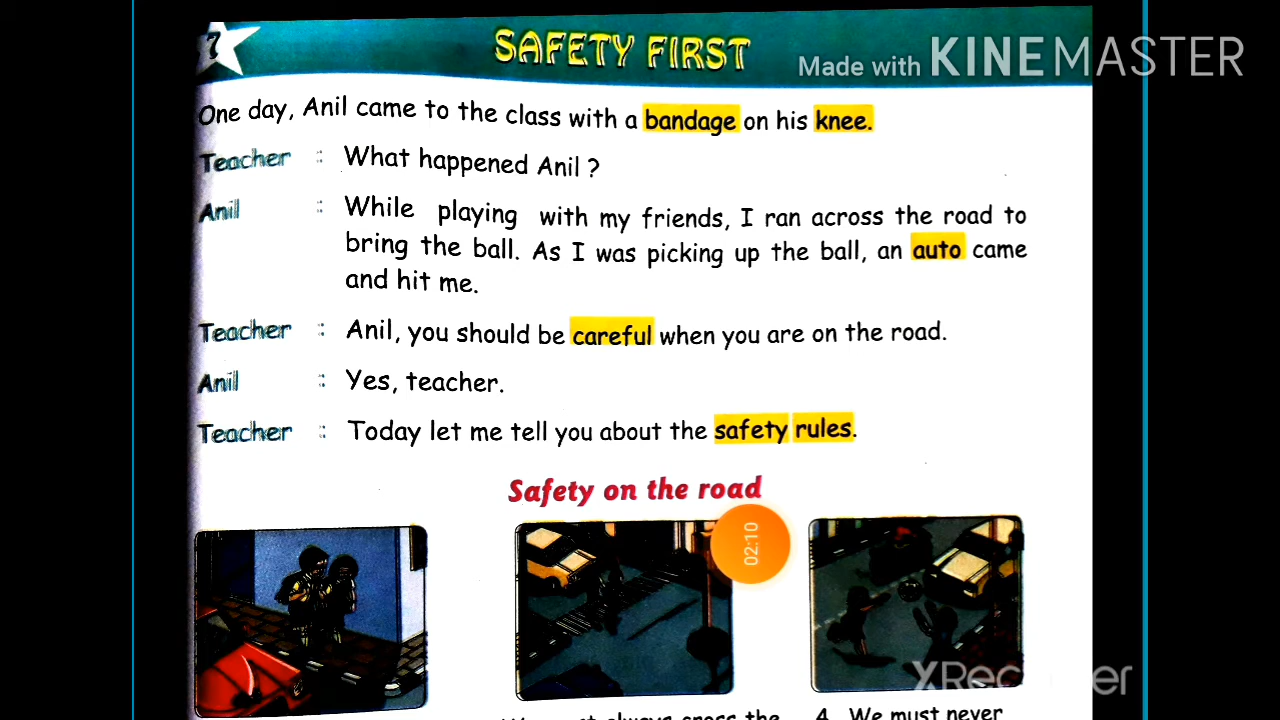 7
SAFETY FIRST
Made with KINEMASTER
One day, Anil came to the class with a bandage on his knee.
Teacher : What happened Anil ?
Anil : While playing with my friends, I ran across the road to
bring the ball. As I was picking up the ball, an auto came
and hit me.
Teacher : Anil, you should be careful when you are on the road.
Anil : Yes, teacher.
Teacher : Today let me tell you about the safety rules.
Safety on the road
02:10
XRecorder
always cross the
4. We must never